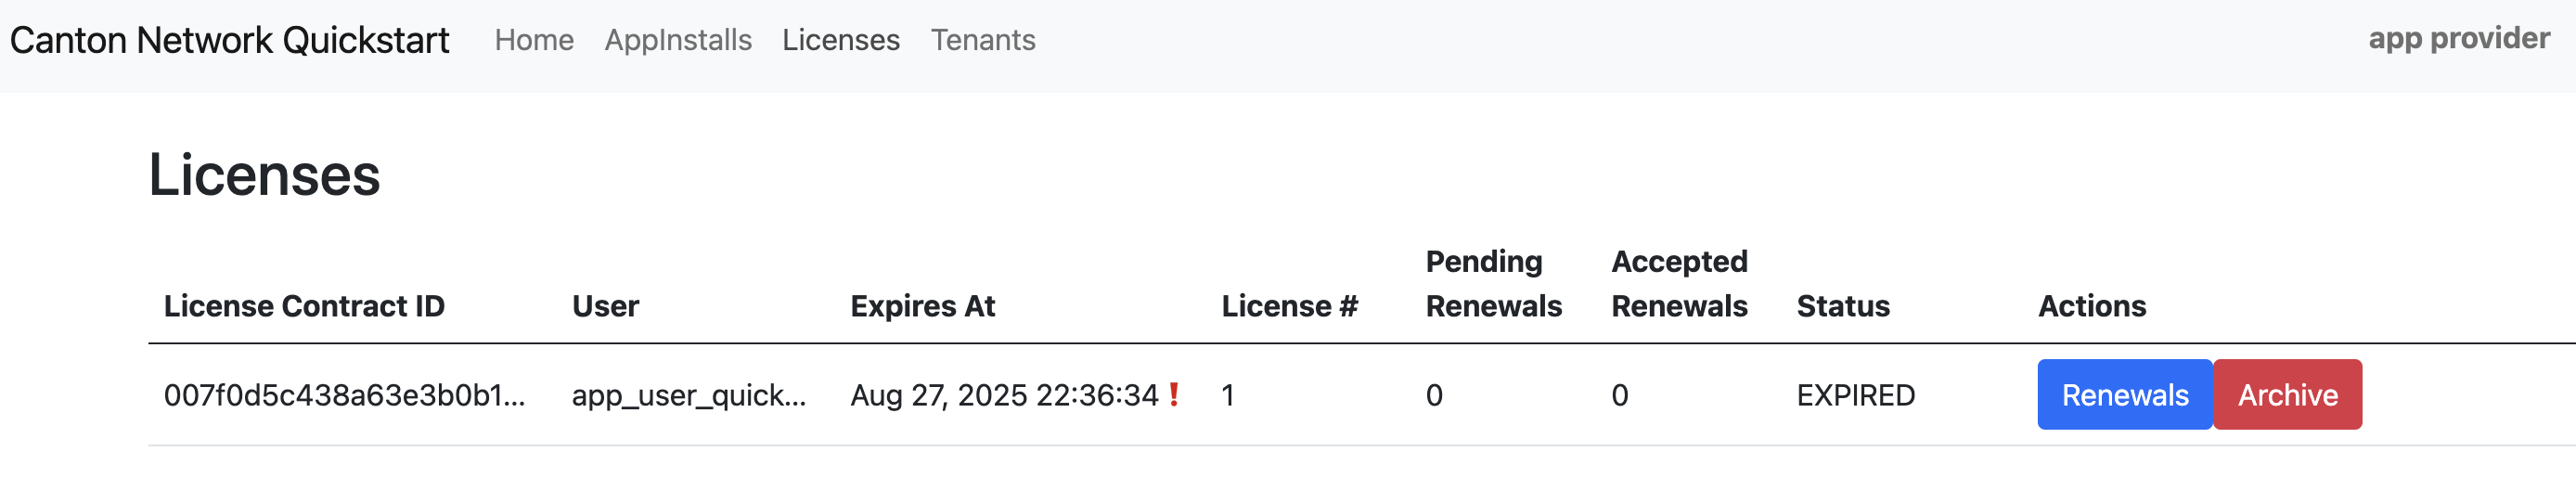 Canton Network Quickstart Home AppInstalls Licenses Tenants app provider
Licenses
License Contract ID User Expires At License # Pending Renewals Accepted Renewals Status Actions
007f0d5c438a63e3b0b1... app_user_quick... Aug 27, 2025 22:36:34 ❗ 1 0 0 EXPIRED Renewals Archive